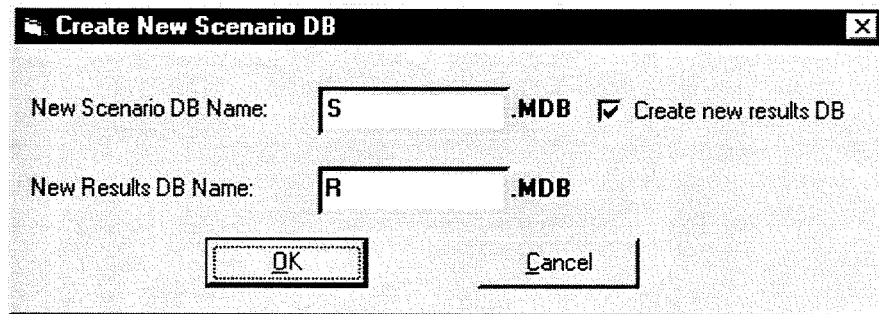 Create New Scenario DB
New Scenario DB Name: S .MDB Create new results DB
New Results DB Name: R .MDB
OK Cancel